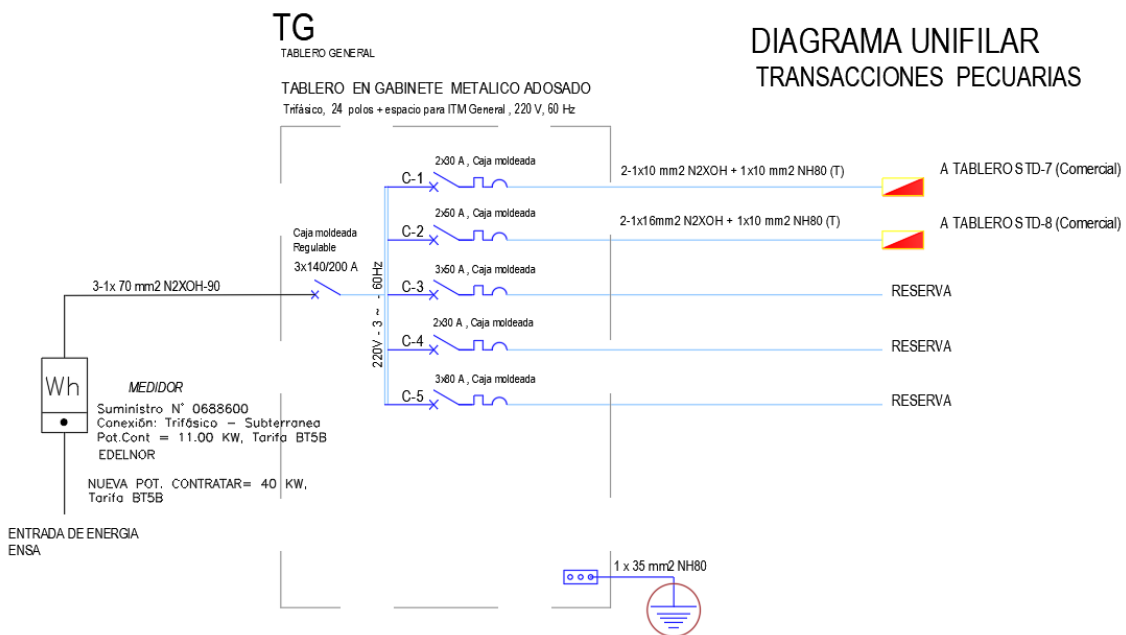 TG
TABLERO GENERAL
DIAGRAMA UNIFILAR
TRANSACCIONES PECUARIAS
TABLERO EN GABINETE METALICO ADOSADO
Trifásico, 24 polos + espacio para ITM General , 220 V, 60 Hz
2x30 A , Caja moldeada
C-1
2-1x10 mm2 N2XOH + 1x10 mm2 NH80 (T)
A TABLERO STD-7 (Comercial)
2x50 A , Caja moldeada
C-2
2-1x16mm2 N2XOH + 1x10 mm2 NH80 (T)
A TABLERO STD-8 (Comercial)
Caja moldeada
Regulable
3x140/200 A
3x50 A , Caja moldeada
C-3
RESERVA
3-1x 70 mm2 N2XOH-90
220V - 3 ~ - 60Hz
2x30 A , Caja moldeada
C-4
RESERVA
3x80 A , Caja moldeada
C-5
RESERVA
Wh
MEDIDOR
Suministro N° 0688600
Conexión: Trifásico – Subterranea
Pot.Cont = 11.00 KW, Tarifa BT5B
EDELNOR
NUEVA POT. CONTRATAR= 40 KW,
Tarifa BT5B
ENTRADA DE ENERGIA
ENSA
1 x 35 mm2 NH80